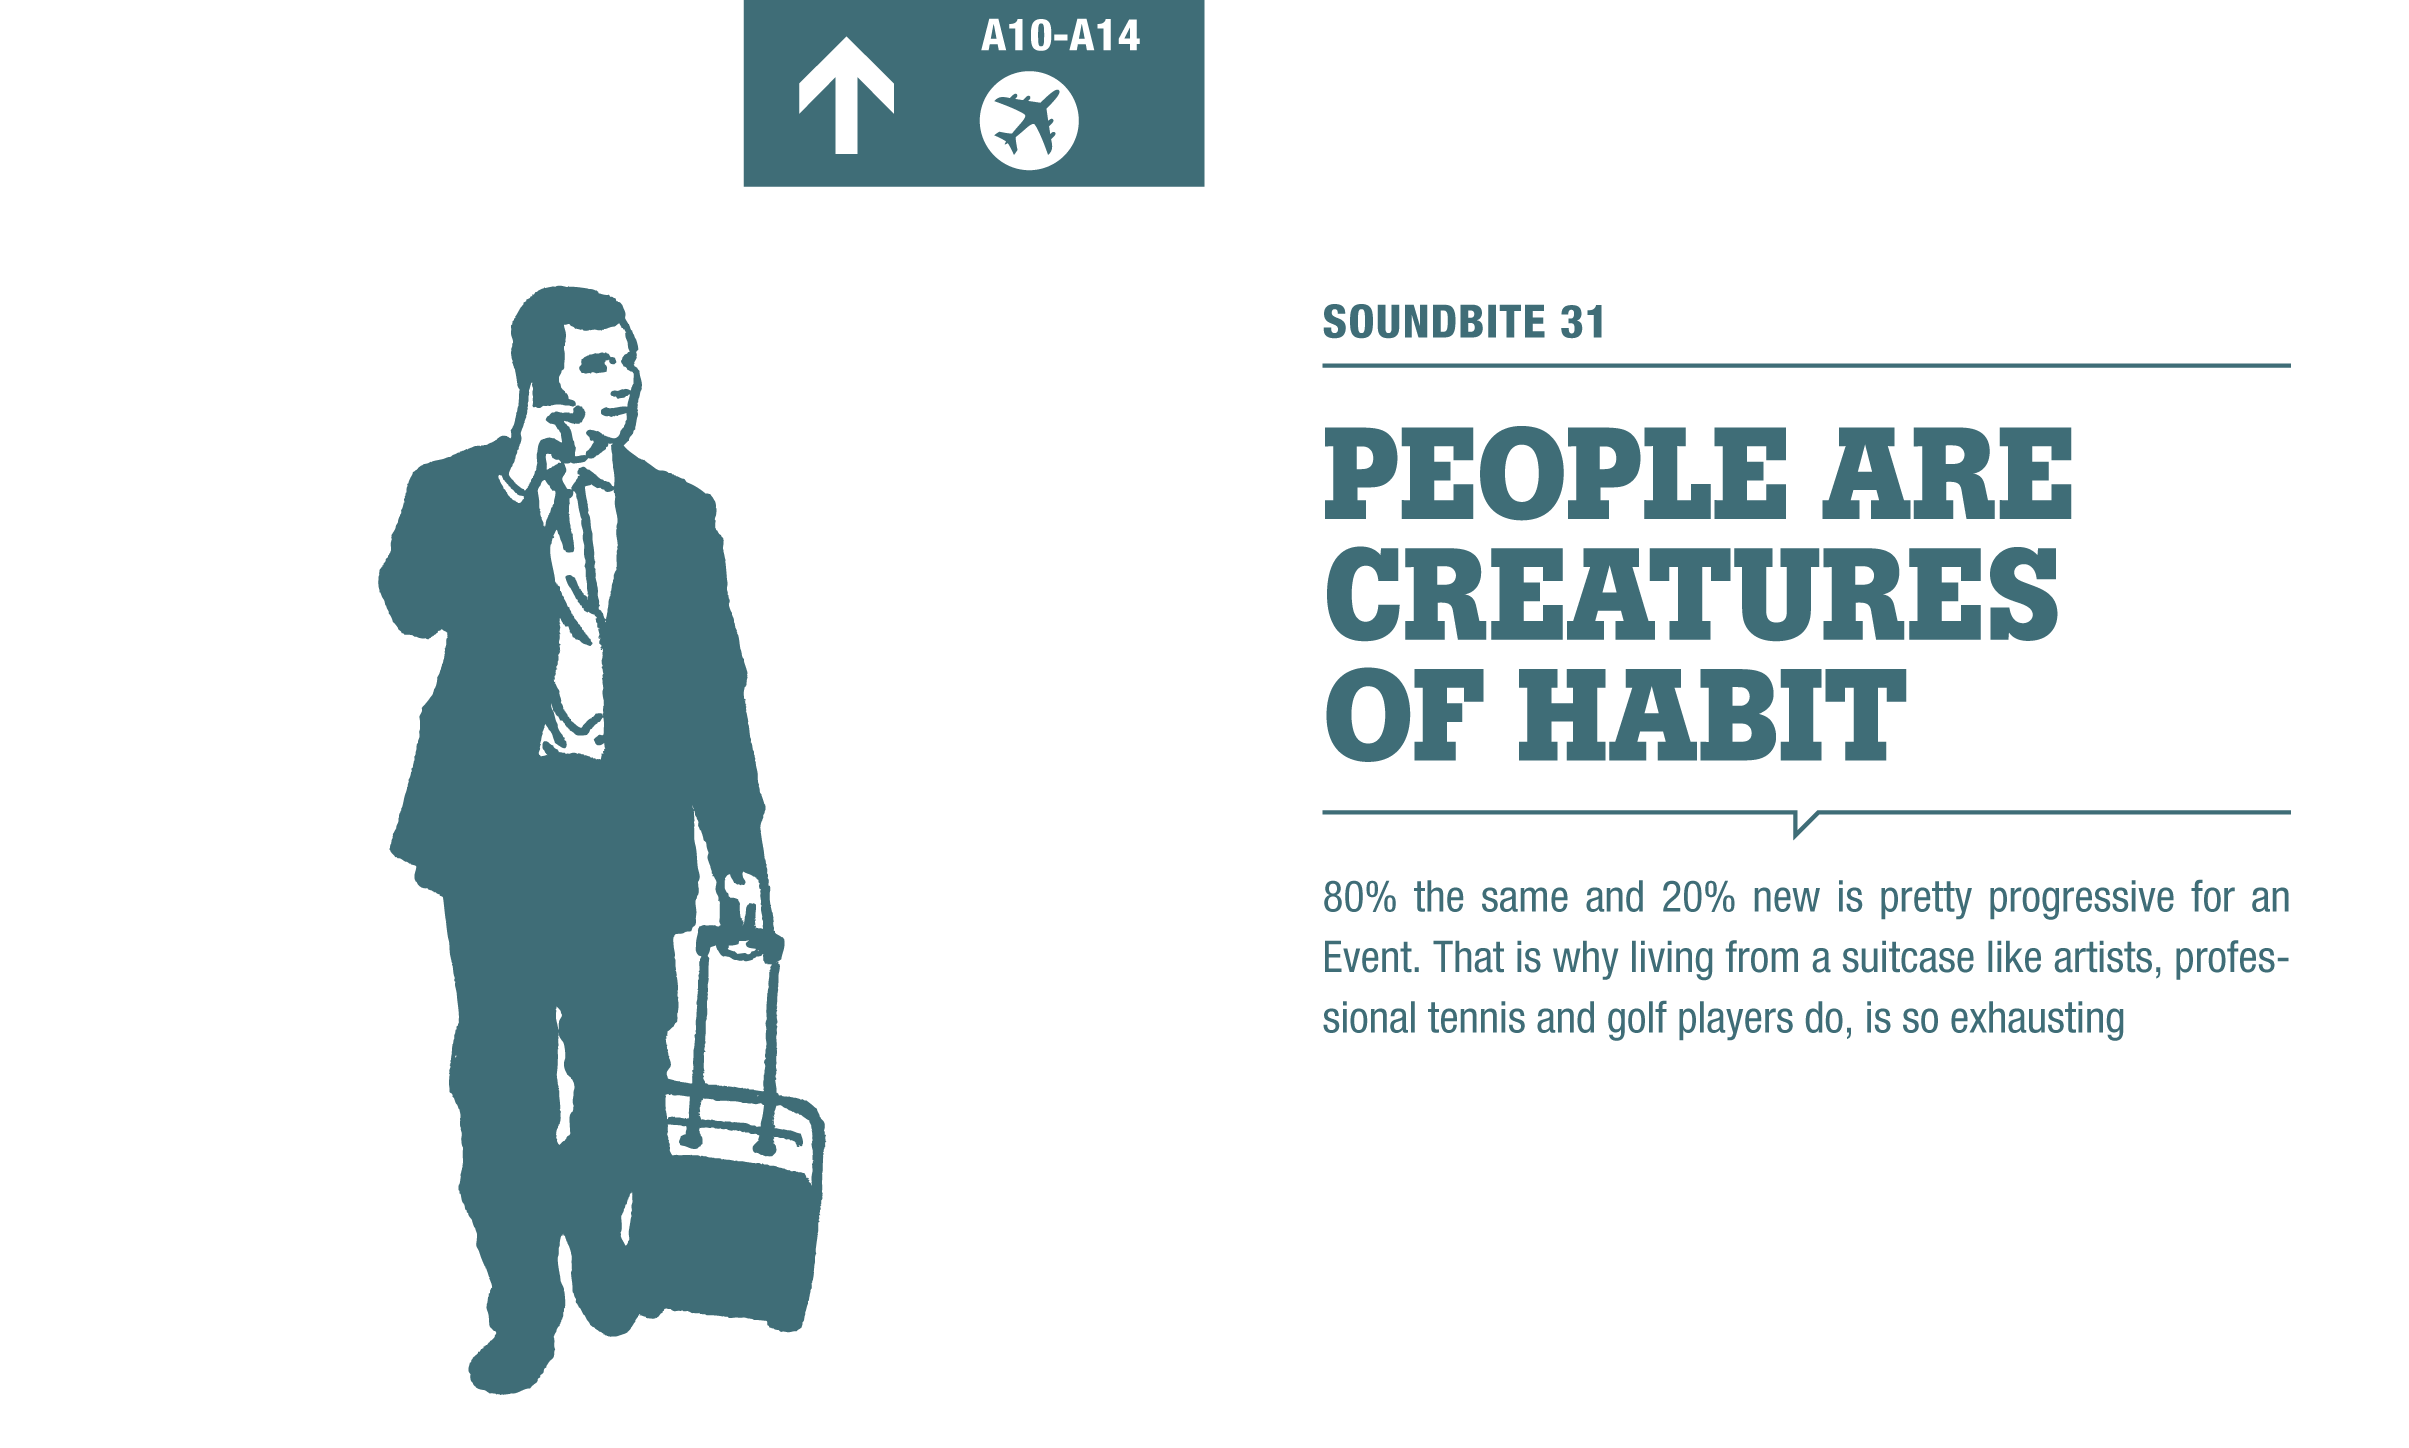 A10-A14
SOUNDBITE 31
PEOPLE ARE
CREATURES
OF HABIT
80% the same and 20% new is pretty progressive for an
Event. That is why living from a suitcase like artists, profes-
sional tennis and golf players do, is so exhausting